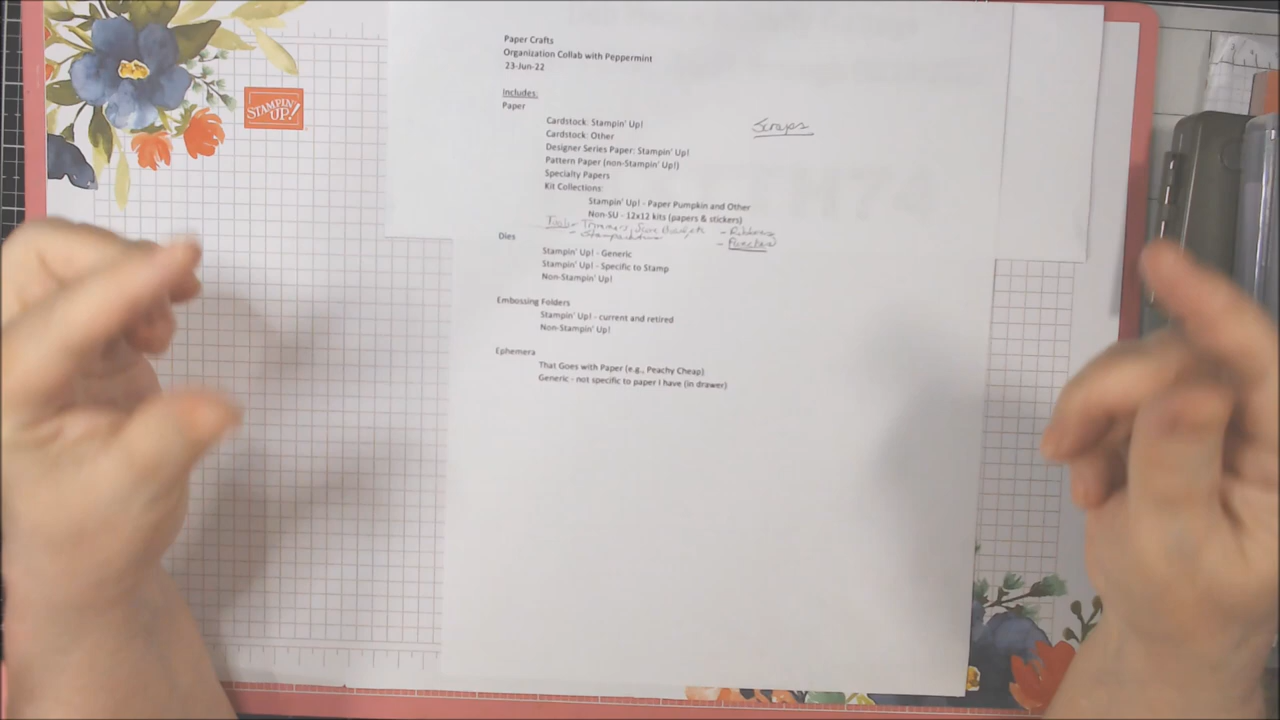 STAMPIN' UP!
Paper Crafts
Organization Collab with Peppermint
23-Jun-22
Includes:
Paper
Cardstock: Stampin' Up!
Scraps
Cardstock: Other
Designer Series Paper: Stampin' Up!
Pattern Paper (non-Stampin' Up!)
Specialty Papers
Kit Collections:
Stampin' Up! - Paper Pumpkin and Other
Non-SU - 12x12 kits (papers & stickers)
Tools - Trimmers, Score Boards - Ribbons
- Punches
Dies
Stampin' Up! - Generic
Stampin' Up! - Specific to Stamp
Non-Stampin' Up!
Embossing Folders
Stampin' Up! - current and retired
Non-Stampin' Up!
Ephemera
That Goes with Paper (e.g., Peachy Cheap)
Generic - not specific to paper I have (in drawer)